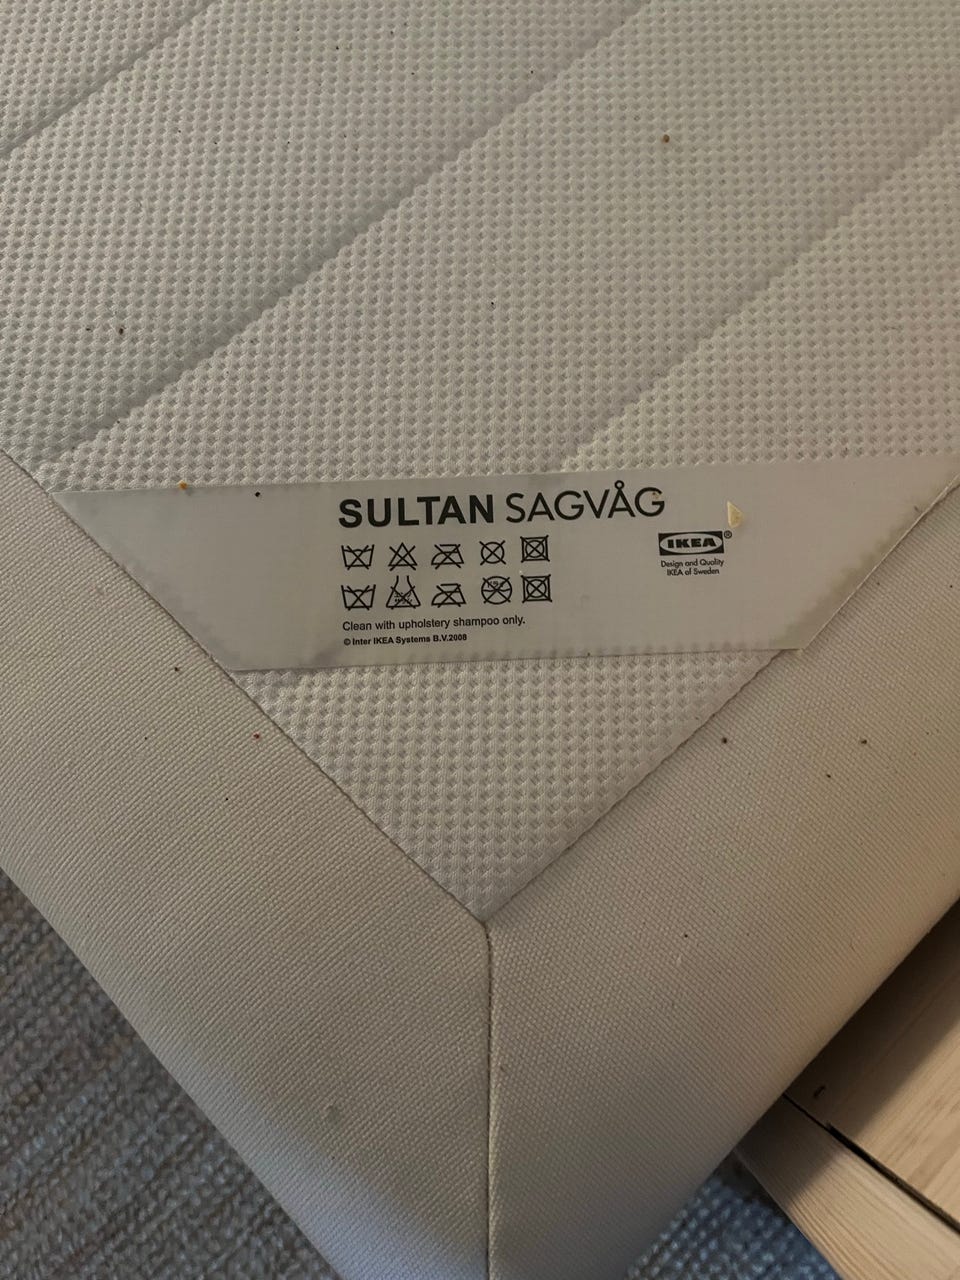 SULTAN SAGVÅG
IKEA®
Design and Quality
IKEA of Sweden
Clean with upholstery shampoo only.
© Inter IKEA Systems B.V.2008